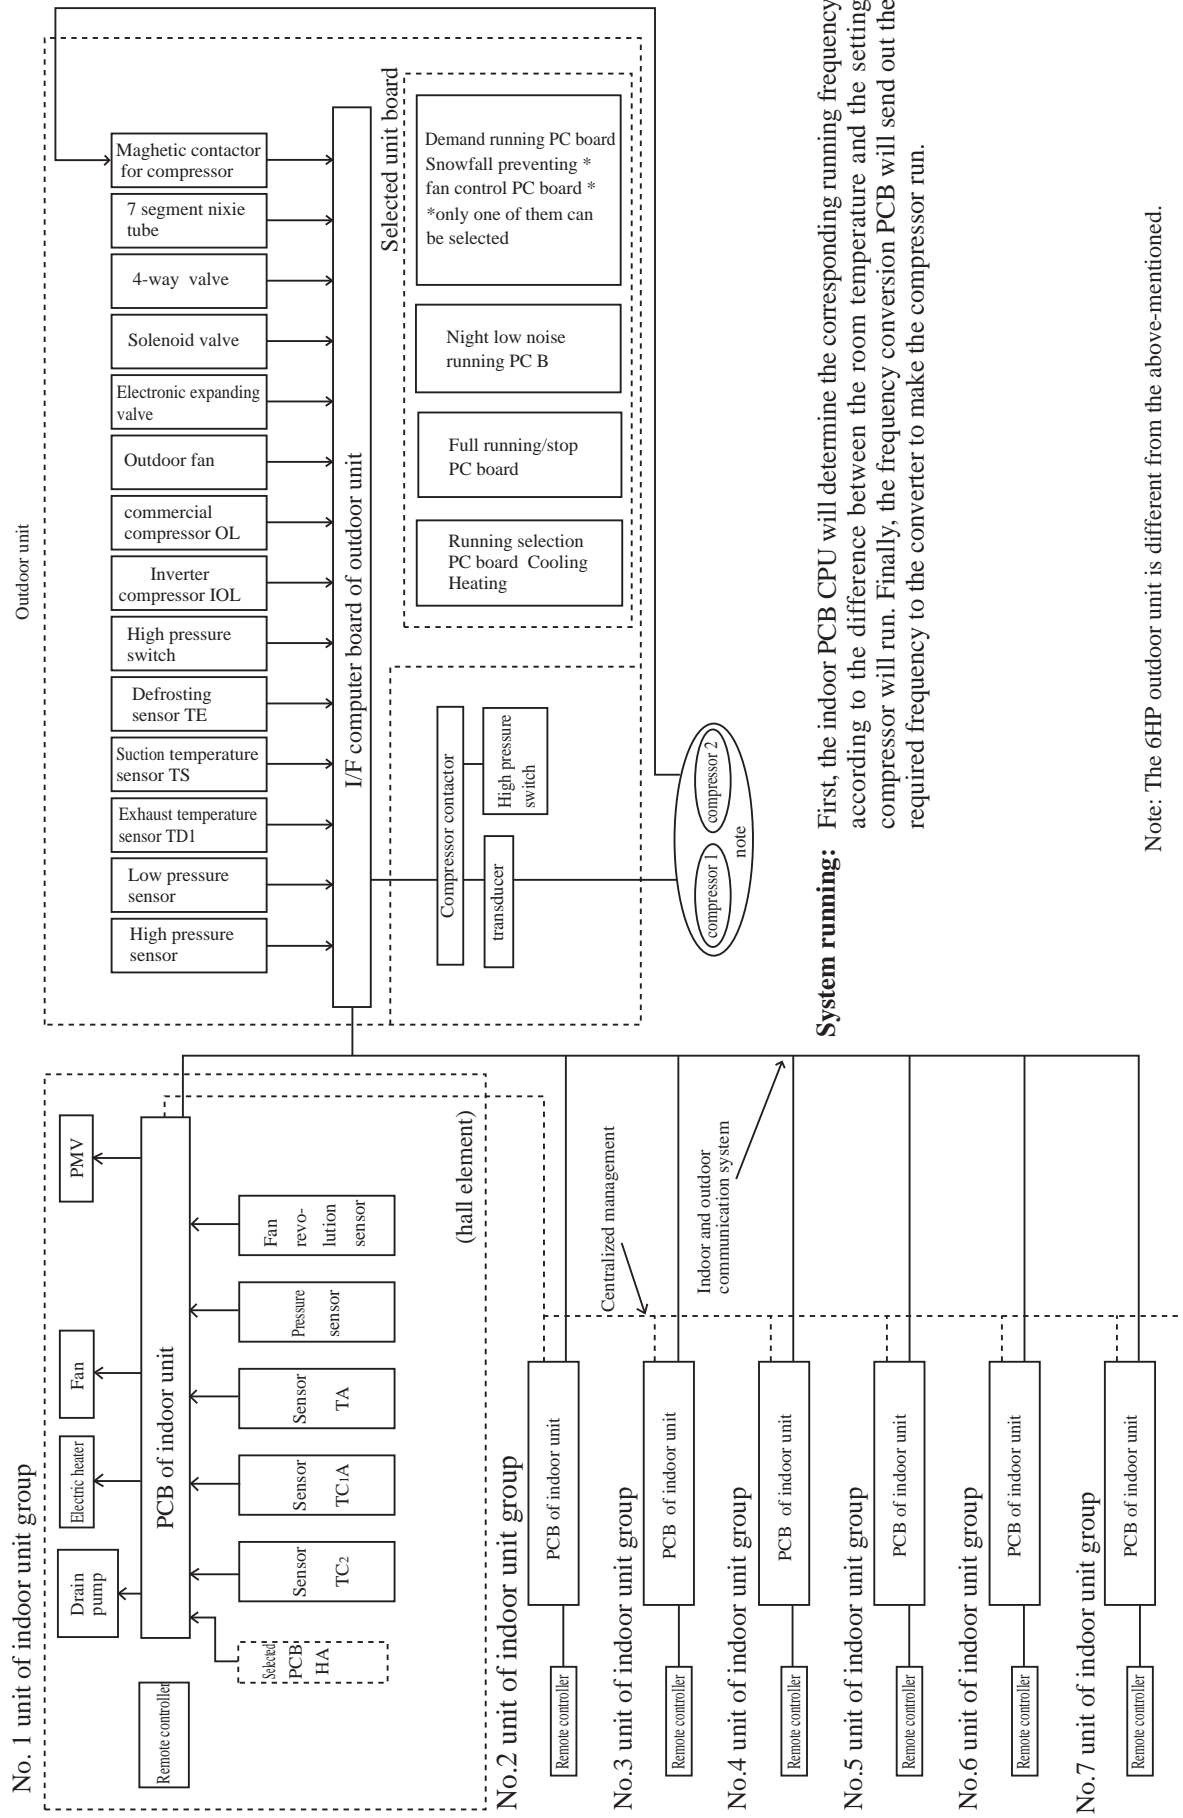 Outdoor unit
Maghetic contactor
for compressor
7 segment nixie
tube
4-way valve
Solenoid valve
Electronic expanding
valve
Outdoor fan
commercial
compressor OL
Inverter
compressor IOL
High pressure
switch
Defrosting
sensor TE
Suction temperature
sensor TS
Exhaust temperature
sensor TD1
Low pressure
sensor
High pressure
sensor
I/F computer board of outdoor unit
Selected unit board
Demand running PC board
Snowfall preventing *
fan control PC board *
*only one of them can
be selected
Night low noise
running PC B
Full running/stop
PC board
Running selection
PC board Cooling
Heating
Compressor contactor
High pressure
switch
transducer
compressor 1
compressor 2
note
No. 1 unit of indoor unit group
PMV
Fan
Electric heater
Drain
pump
PCB of indoor unit
Fan
revo-
lution
sensor
Pressure
sensor
Sensor
TA
Sensor
TC1A
Sensor
TC2
Selected
PCB
HA
Remote controller
(hall element)
Centralized management
Indoor and outdoor
communication system
No.2 unit of indoor unit group
PCB of indoor unit
Remote controller
No.3 unit of indoor unit group
PCB of indoor unit
Remote controller
No.4 unit of indoor unit group
PCB of indoor unit
Remote controller
No.5 unit of indoor unit group
PCB of indoor unit
Remote controller
No.6 unit of indoor unit group
PCB of indoor unit
Remote controller
No.7 unit of indoor unit group
PCB of indoor unit
Remote controller
System running: First, the indoor PCB CPU will determine the corresponding running frequency
according to the difference between the room temperature and the setting
compressor will run. Finally, the frequency conversion PCB will send out the
required frequency to the converter to make the compressor run.
Note: The 6HP outdoor unit is different from the above-mentioned.